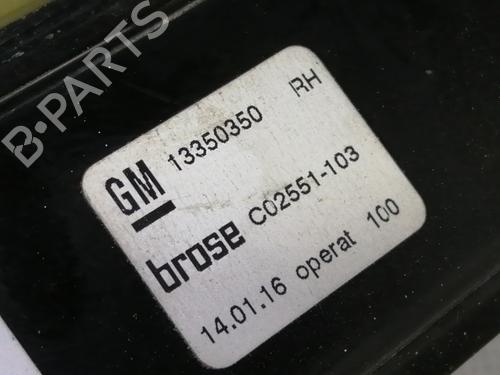 B-PARTS
GM 13350350 RH
brose C02551-103
14.01.16 operat 100